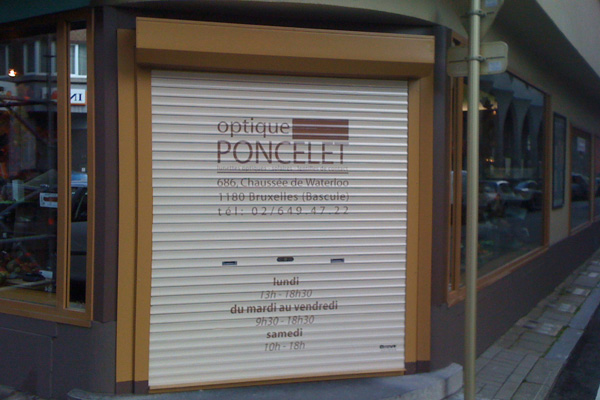 optique
PONCELET
686, Chaussée de Waterloo
1180 Bruxelles (Bascule)
tél: 02/649.47.22
lundi
13h - 18h30
du mardi au vendredi
9h30 - 18h30
samedi
10h - 18h